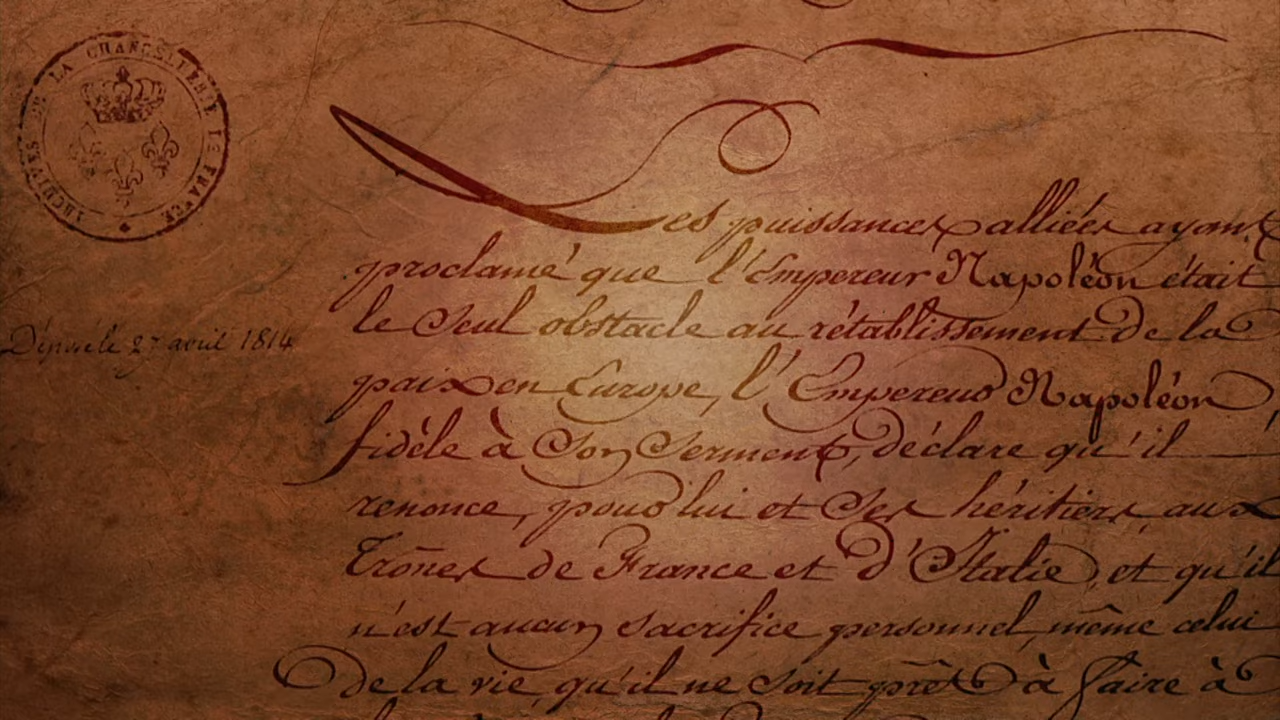 ARCHIVES DE LA CHANCELLERIE DE FRANCE
Les puissances alliées ayant
proclamé que l'Empereur Napoléon était
le Seul obstacle au rétablissement de la
Déposé le 27 avril 1814
paix en Europe, l'Empereur Napoléon,
fidèle à Son Serment, déclare qu'il
renonce, pour lui et Ses héritiers aux
Trônes de France et d'Italie, et qu'il
n'est aucun sacrifice personnel, même celui
de la vie, qu'il ne Soit prêt à faire à